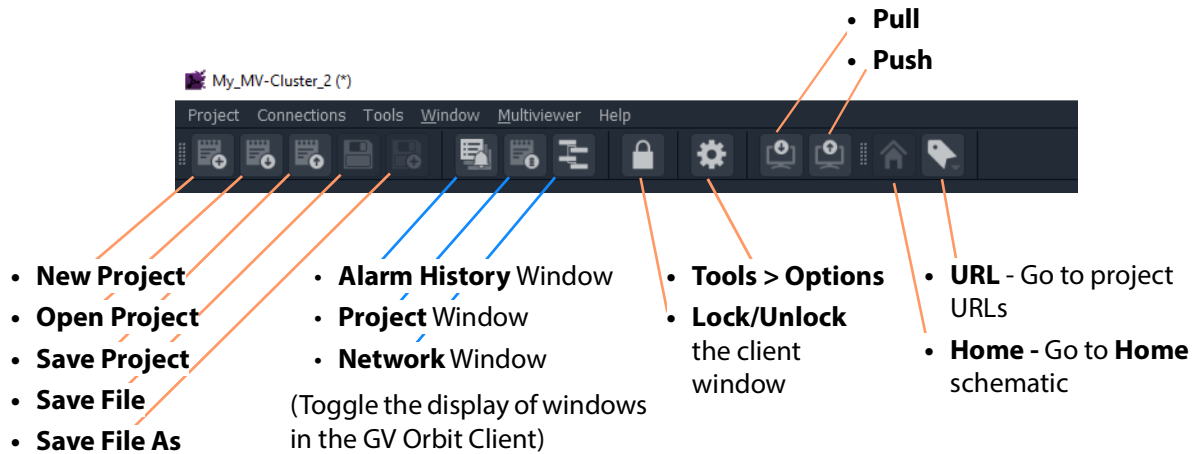 • Pull
• Push
My_MV-Cluster_2 (*)
Project Connections Tools Window Multiviewer Help
• New Project
• Open Project
• Save Project
• Save File
• Save File As
• Alarm History Window
• Project Window
• Network Window
(Toggle the display of windows
in the GV Orbit Client)
• Tools > Options
• Lock/Unlock
the client
window
• URL - Go to project
URLs
• Home - Go to Home
schematic